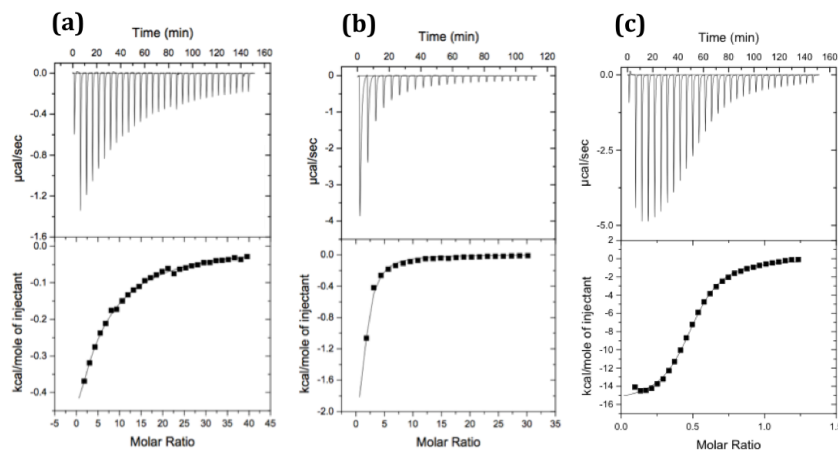 (a)
Time (min)
0 20 40 60 80 100 120 140 160
0.0
-0.4
-0.8
-1.2
-1.6
µcal/sec
0.0
-0.1
-0.2
-0.3
-0.4
kcal/mole of injectant
-5 0 5 10 15 20 25 30 35 40 45
Molar Ratio
(b)
Time (min)
0 20 40 60 80 100 120
0
-1
-2
-3
-4
µcal/sec
0.0
-0.4
-0.8
-1.2
-1.6
-2.0
kcal/mole of injectant
0 5 10 15 20 25 30
Molar Ratio
(c)
Time (min)
0 20 40 60 80 100 120 140 160
0.0
-2.5
-5.0
µcal/sec
2
0
-2
-4
-6
-8
-10
-12
-14
-16
kcal/mole of injectant
0.0 0.5 1.0 1.5
Molar Ratio